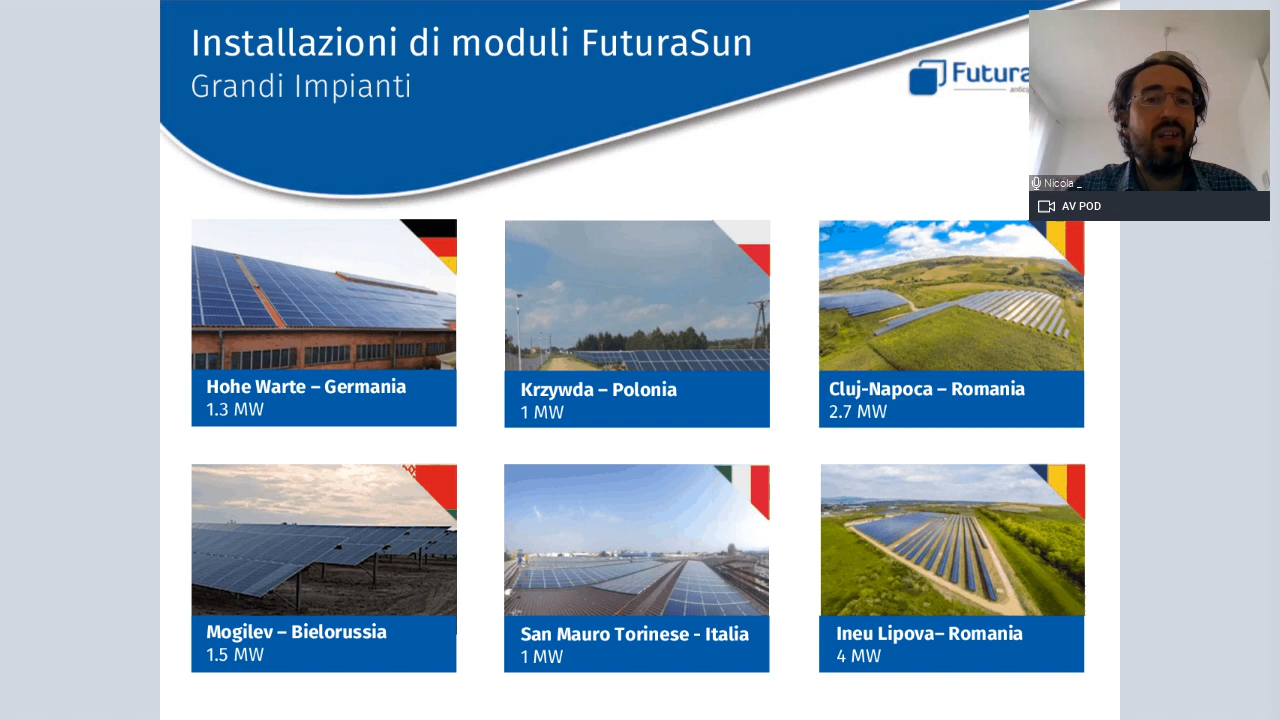 Installazioni di moduli FuturaSun
Grandi Impianti
Futura
Nicola _
AV POD
Hohe Warte – Germania
1.3 MW
Krzywda – Polonia
1 MW
Cluj-Napoca – Romania
2.7 MW
Mogilev – Bielorussia
1.5 MW
San Mauro Torinese - Italia
1 MW
Ineu Lipova– Romania
4 MW